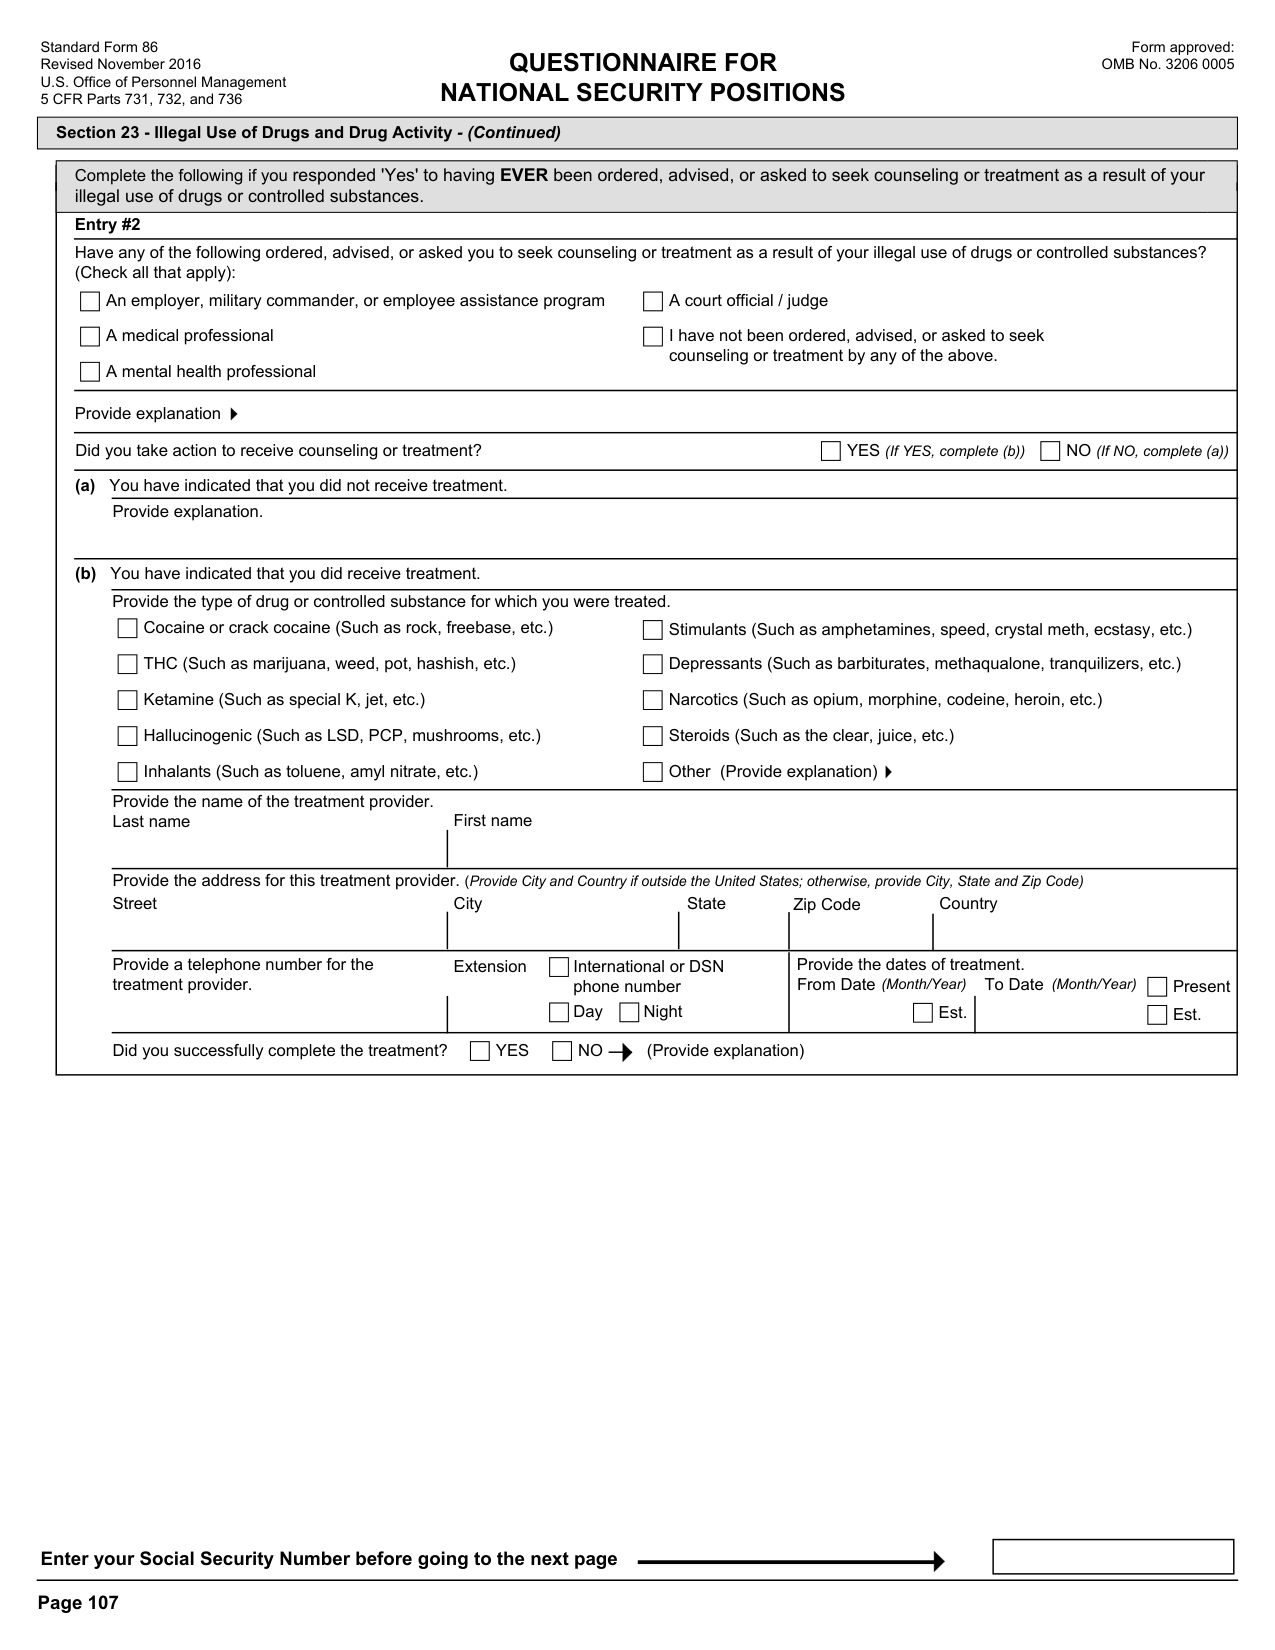 Standard Form 86
Revised November 2016
U.S. Office of Personnel Management
5 CFR Parts 731, 732, and 736
QUESTIONNAIRE FOR
NATIONAL SECURITY POSITIONS
Form approved:
OMB No. 3206 0005
Section 23 - Illegal Use of Drugs and Drug Activity - (Continued)
Complete the following if you responded 'Yes' to having EVER been ordered, advised, or asked to seek counseling or treatment as a result of your
illegal use of drugs or controlled substances.
Entry #2
Have any of the following ordered, advised, or asked you to seek counseling or treatment as a result of your illegal use of drugs or controlled substances?
(Check all that apply):
An employer, military commander, or employee assistance program
A court official / judge
A medical professional
I have not been ordered, advised, or asked to seek
counseling or treatment by any of the above.
A mental health professional
Provide explanation
Did you take action to receive counseling or treatment? YES (If YES, complete (b)) NO (If NO, complete (a))
(a) You have indicated that you did not receive treatment.
Provide explanation.
(b) You have indicated that you did receive treatment.
Provide the type of drug or controlled substance for which you were treated.
Cocaine or crack cocaine (Such as rock, freebase, etc.)
Stimulants (Such as amphetamines, speed, crystal meth, ecstasy, etc.)
THC (Such as marijuana, weed, pot, hashish, etc.)
Depressants (Such as barbiturates, methaqualone, tranquilizers, etc.)
Ketamine (Such as special K, jet, etc.)
Narcotics (Such as opium, morphine, codeine, heroin, etc.)
Hallucinogenic (Such as LSD, PCP, mushrooms, etc.)
Steroids (Such as the clear, juice, etc.)
Inhalants (Such as toluene, amyl nitrate, etc.)
Other (Provide explanation)
Provide the name of the treatment provider.
Last name
First name
Provide the address for this treatment provider. (Provide City and Country if outside the United States; otherwise, provide City, State and Zip Code)
Street City State Zip Code Country
Provide a telephone number for the
treatment provider.
Extension
International or DSN
phone number
Day Night
Provide the dates of treatment.
From Date (Month/Year) To Date (Month/Year) Present
Est. Est.
Did you successfully complete the treatment? YES NO (Provide explanation)
Enter your Social Security Number before going to the next page
Page 107